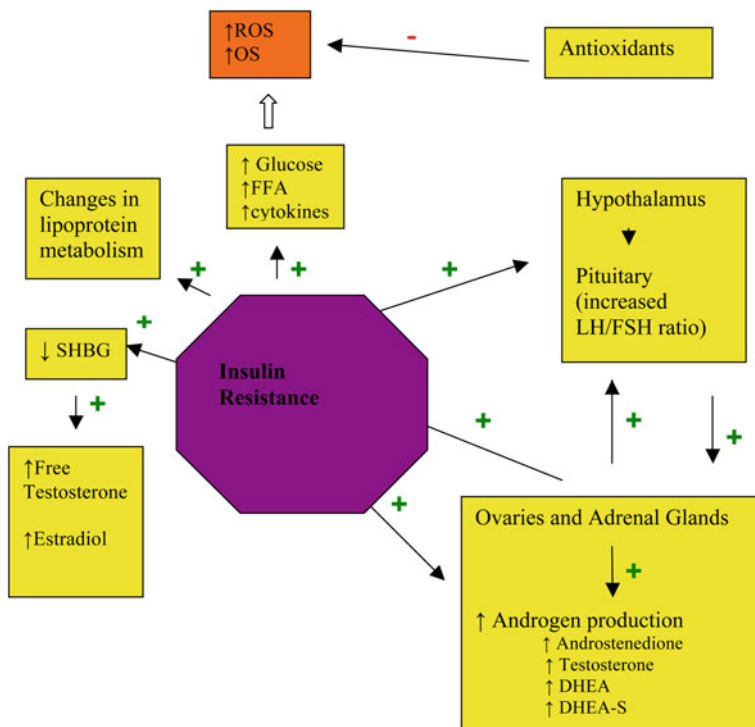 ↑ROS
↑OS
-
Antioxidants
↑ Glucose
↑FFA
↑cytokines
Changes in
lipoprotein
metabolism
Hypothalamus
Pituitary
(increased
LH/FSH ratio)
+
+
+
+
↓ SHBG
Insulin
Resistance
+
+
+
+
↑Free
Testosterone
↑Estradiol
+
Ovaries and Adrenal Glands
+
↑ Androgen production
↑ Androstenedione
↑ Testosterone
↑ DHEA
↑ DHEA-S